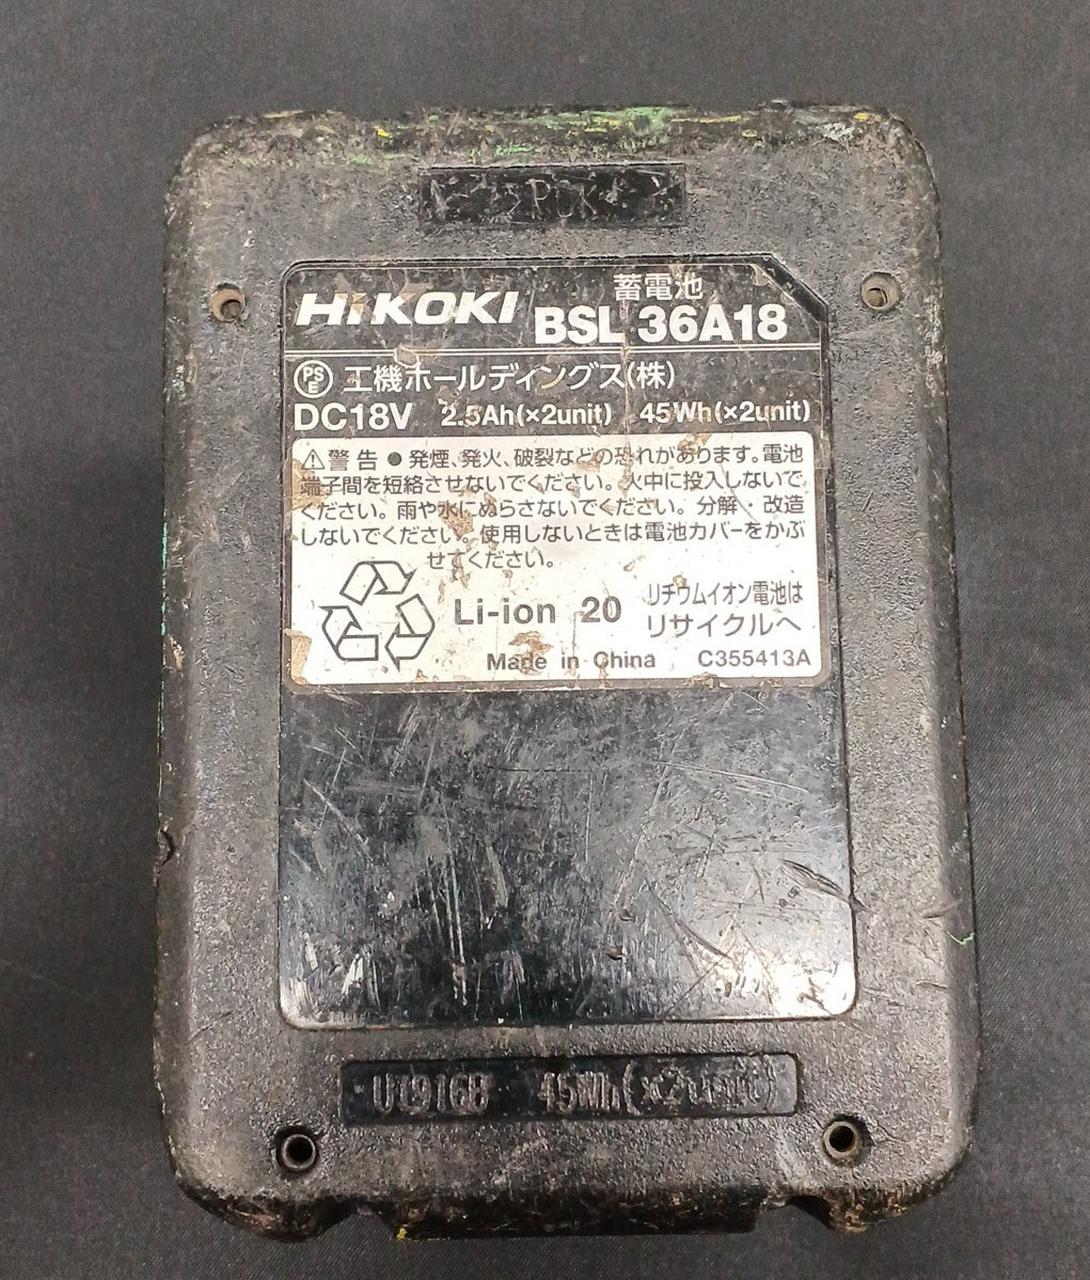 HiKOKI
蓄電池
BSL 36A18
PS E 工機ホールディングス(株)
DC18V 2.5Ah(×2unit) 45Wh(×2unit)
⚠警告 ● 発煙、発火、破裂などの恐れがあります。電池
端子間を短絡させないでください。火中に投入しないで
ください。雨や水にぬらさないでください。分解・改造
しないでください。使用しないときは電池カバーをかぶ
せてください。
Li-ion 20
リチウムイオン電池は
リサイクルへ
Made in China C355413A
45Wh(×2unit)